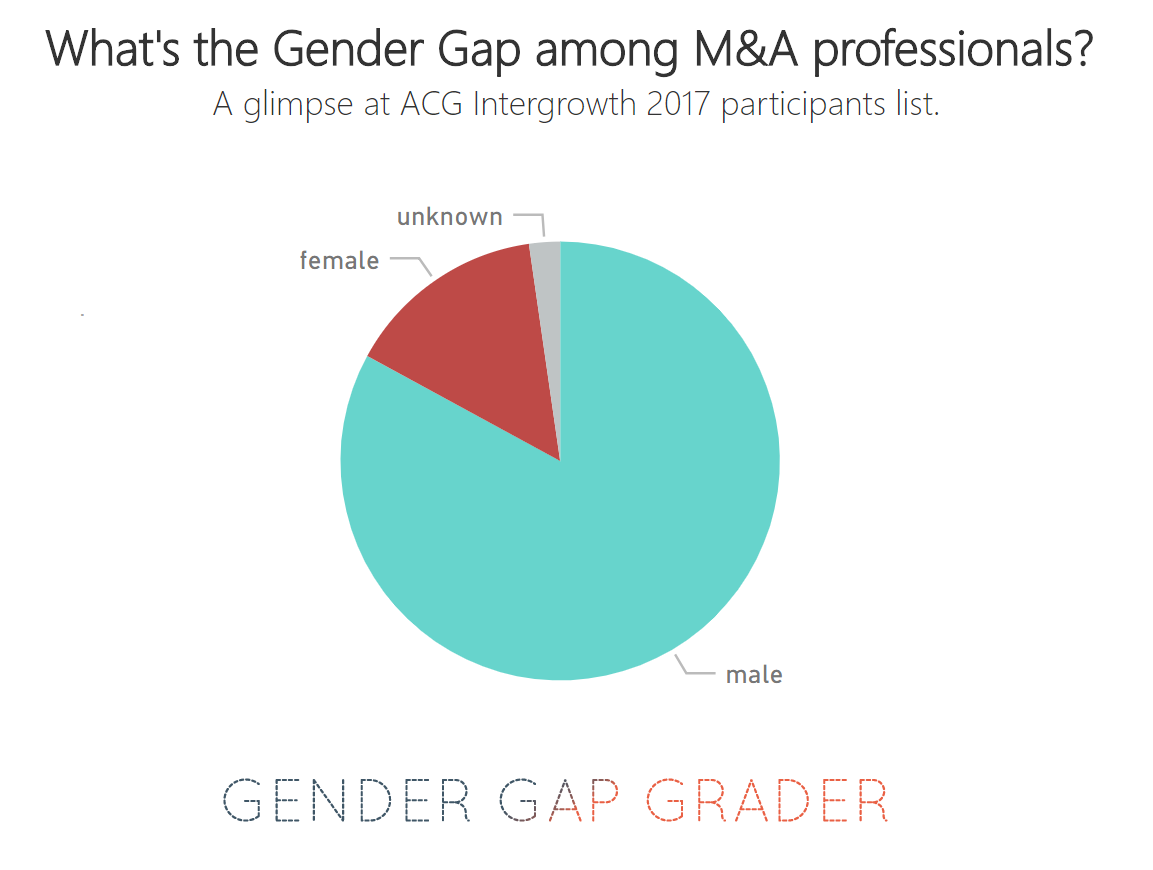 What's the Gender Gap among M&A professionals?
A glimpse at ACG Intergrowth 2017 participants list.
unknown
female
male
GENDER GAP GRADER